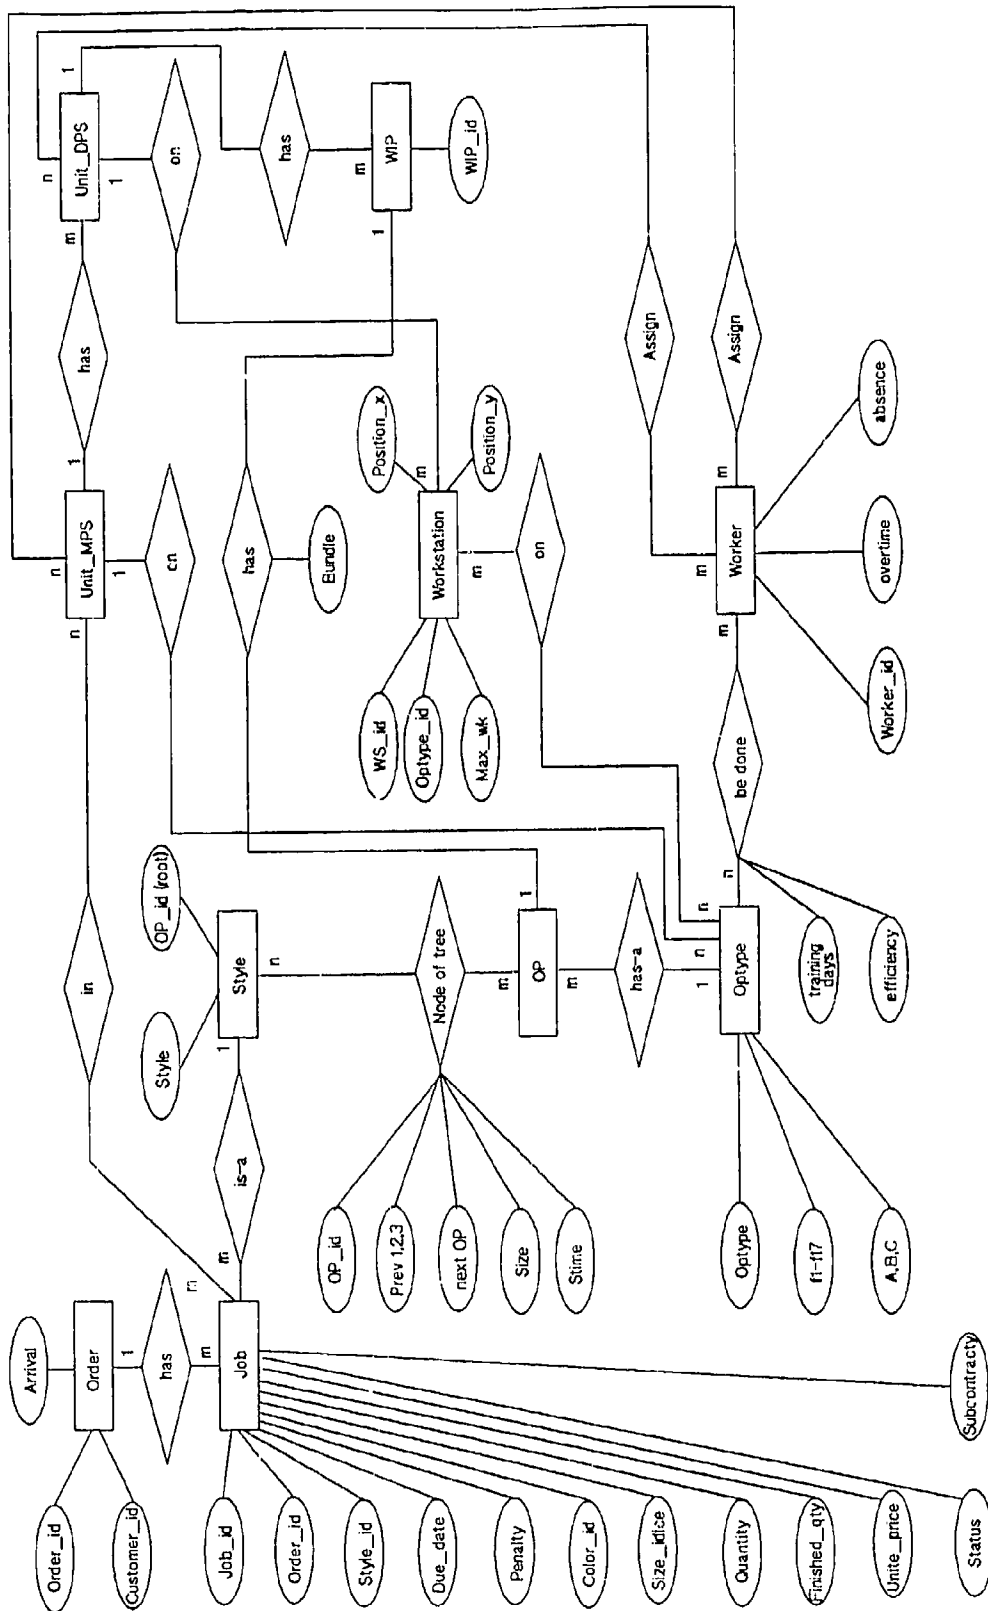 Arrival
Order_id
Order
1
has
m
Customer_id
in
n
Unit_MPS
n
1
1
has
m
Unit_DPS
n
1
1
on
cn
Job_id
Job
m
m
is-a
1
Style
n
Style
OP_id (root)
Order_id
Style_id
Due_date
Penalty
Color_id
Size_idice
Quantity
Finished_qty
Unite_price
Status
Subcontracty
has
Bundle
has
m
WIP
1
WIP_id
OP_id
Prev 1,2,3
next OP
Size
Stime
Node of tree
m
OP
1
m
has-a
1
WS_id
Optype_id
Max_wk
Workstation
Position_x
Position_y
m
m
on
Optype
f1-f17
A,B,C
Optype
n
n
n
be done
m
Worker
m
m
Assign
Assign
training
days
efficiency
Worker_id
overtime
absence